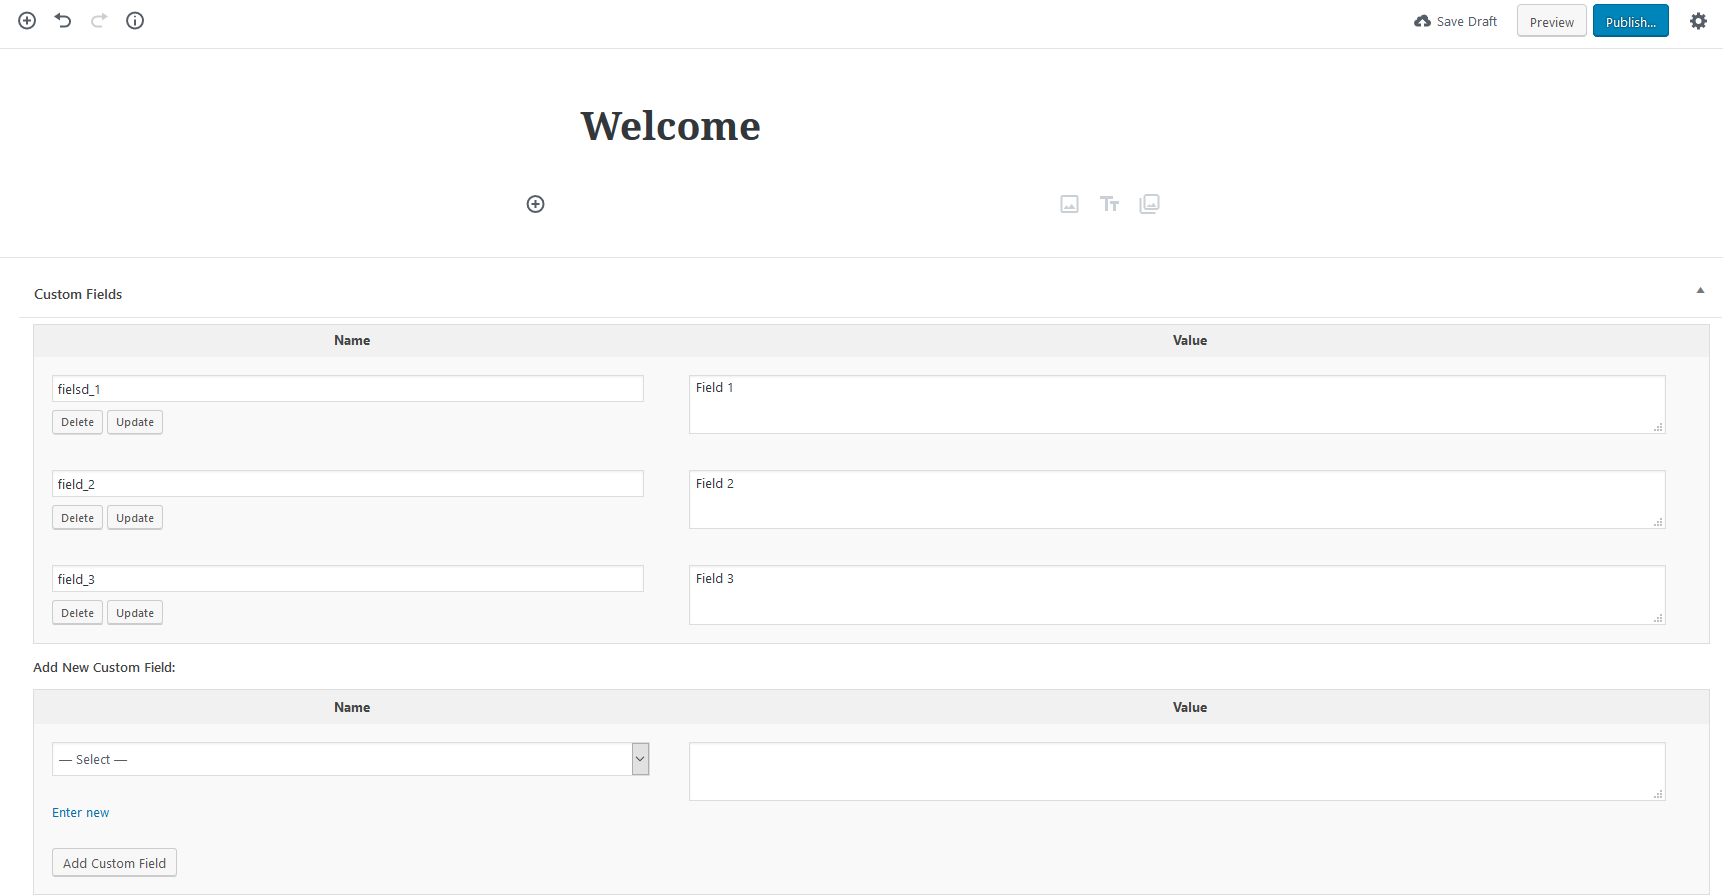 Save Draft
Preview
Publish...
Welcome
Custom Fields
Name
Value
fielsd_1
Field 1
Delete
Update
field_2
Field 2
Delete
Update
field_3
Field 3
Delete
Update
Add New Custom Field:
Name
Value
— Select —
Enter new
Add Custom Field